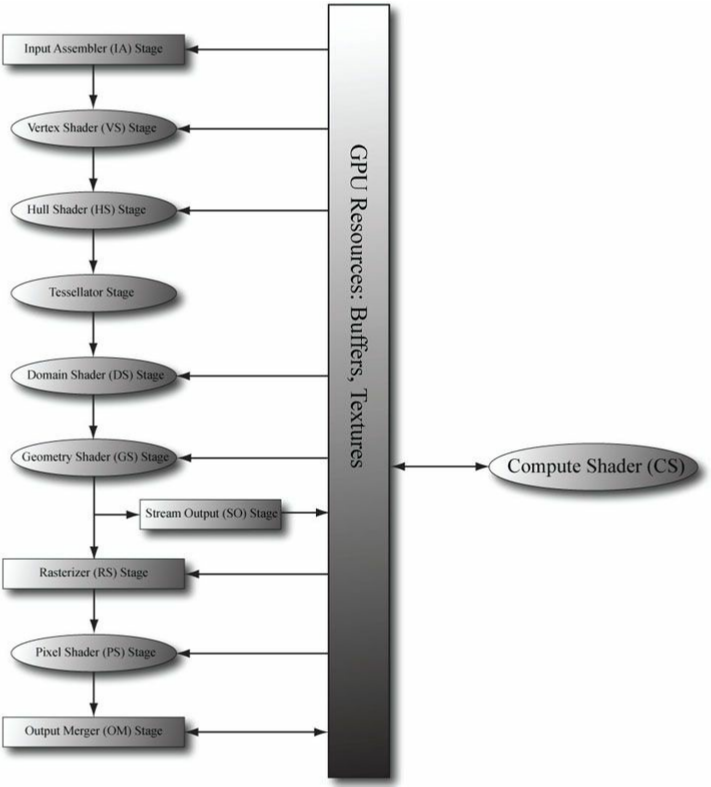 Input Assembler (IA) Stage
Vertex Shader (VS) Stage
Hull Shader (HS) Stage
Tessellator Stage
Domain Shader (DS) Stage
Geometry Shader (GS) Stage
Stream Output (SO) Stage
Rasterizer (RS) Stage
Pixel Shader (PS) Stage
Output Merger (OM) Stage
GPU Resources: Buffers, Textures
Compute Shader (CS)